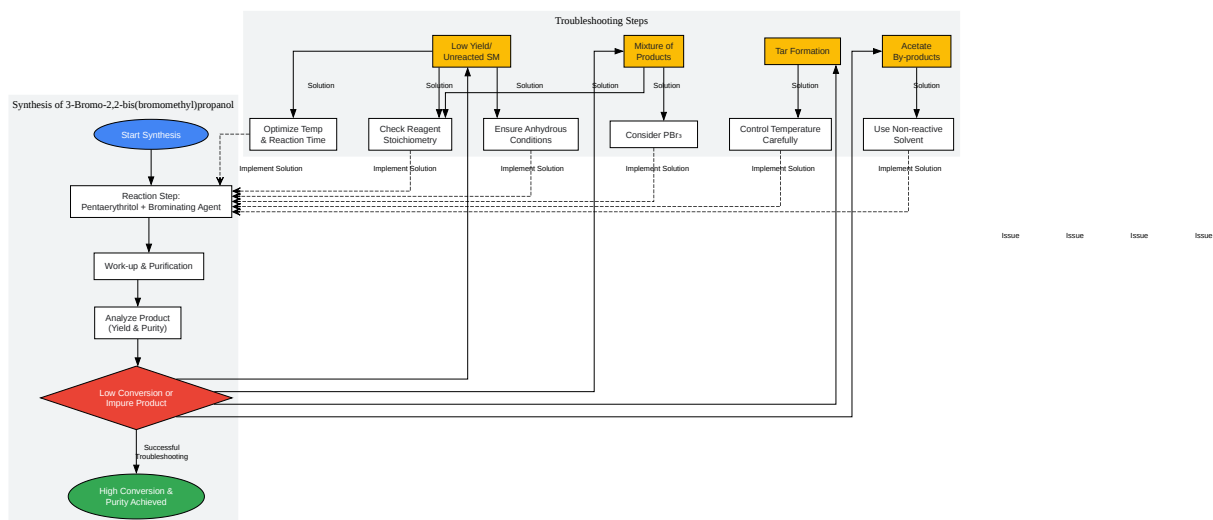 Troubleshooting Steps
Low Yield/
Unreacted SM
Mixture of
Products
Tar Formation
Acetate
By-products
Solution
Solution
Solution
Solution
Solution
Solution
Solution
Optimize Temp
& Reaction Time
Check Reagent
Stoichiometry
Ensure Anhydrous
Conditions
Consider PBr₃
Control Temperature
Carefully
Use Non-reactive
Solvent
Implement Solution
Implement Solution
Implement Solution
Implement Solution
Implement Solution
Implement Solution
Synthesis of 3-Bromo-2,2-bis(bromomethyl)propanol
Start Synthesis
Reaction Step:
Pentaerythritol + Brominating Agent
Work-up & Purification
Analyze Product
(Yield & Purity)
Low Conversion or
Impure Product
Successful
Troubleshooting
High Conversion &
Purity Achieved
Issue
Issue
Issue
Issue